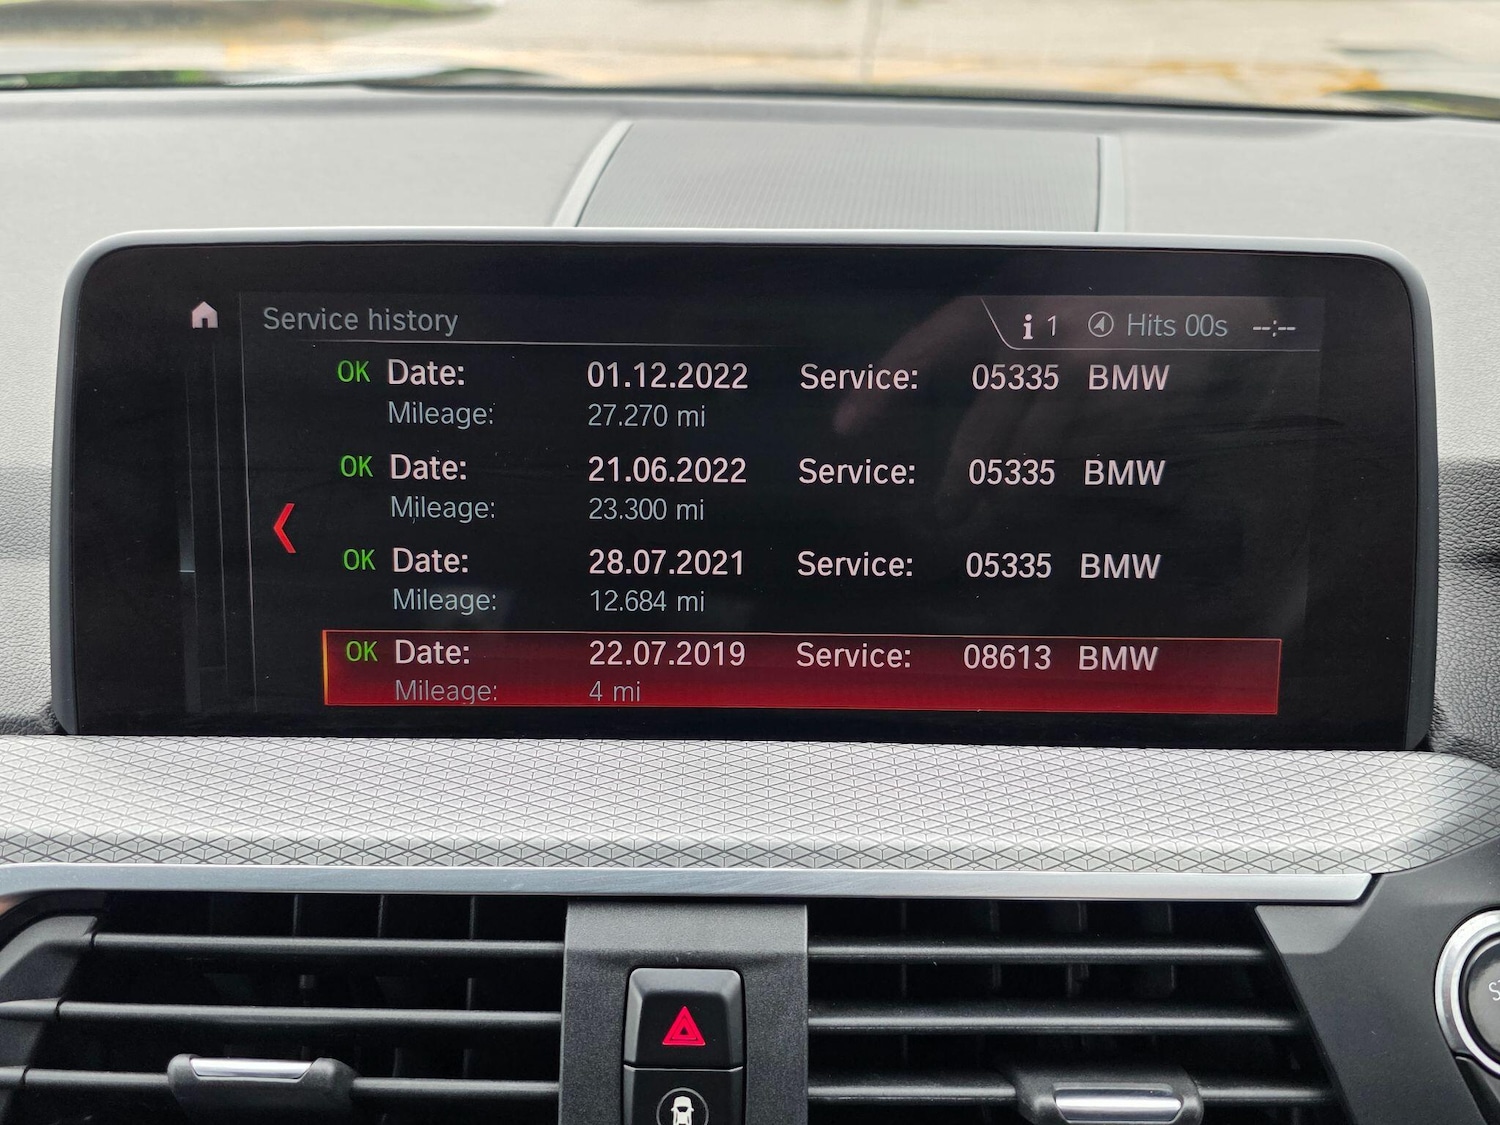 Service history
i 1 Hits 00s --:--
OK Date: 01.12.2022 Service: 05335 BMW
Mileage: 27.270 mi
OK Date: 21.06.2022 Service: 05335 BMW
Mileage: 23.300 mi
OK Date: 28.07.2021 Service: 05335 BMW
Mileage: 12.684 mi
OK Date: 22.07.2019 Service: 08613 BMW
Mileage: 4 mi